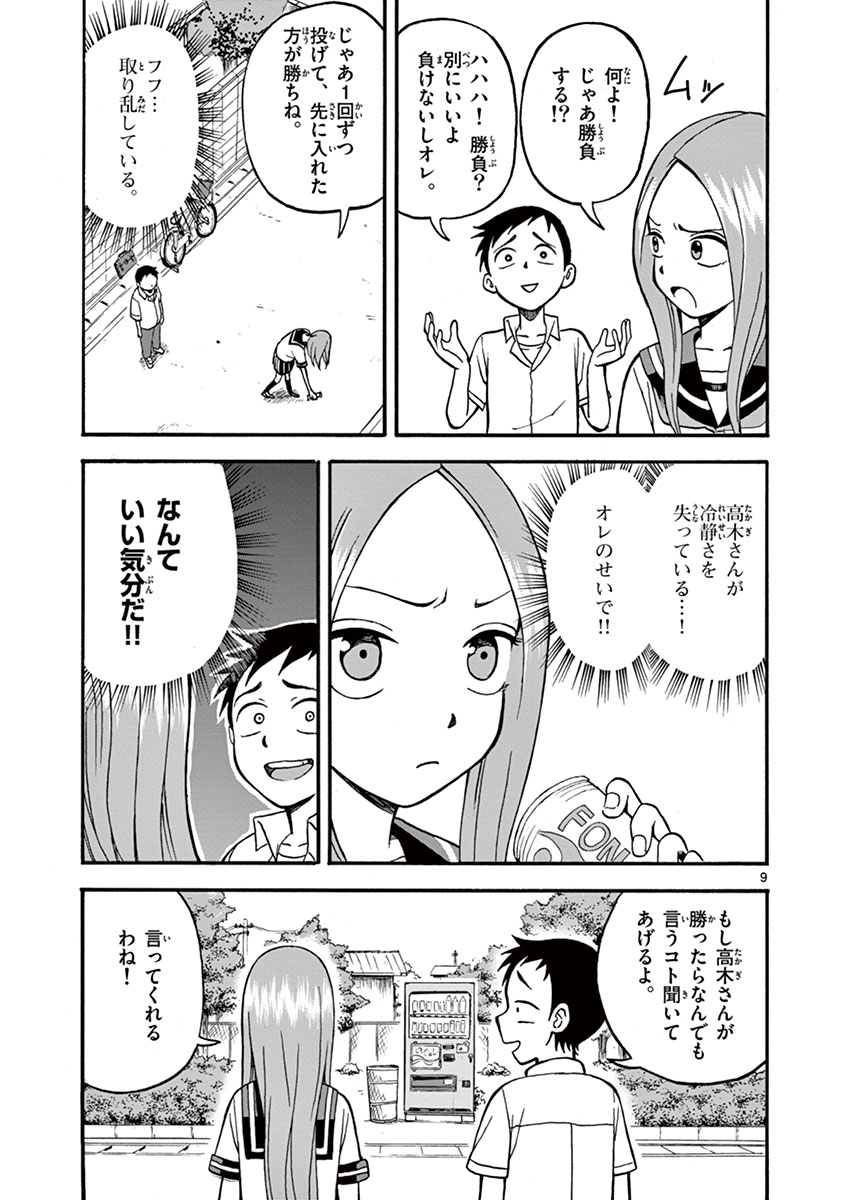 ムッ
何よ!
じゃあ勝負
する!?
ハハハ! 勝負?
別にいいよ
負けないしオレ。
じゃあ1回ずつ
投げて、先に入れた
方が勝ちね。
フフ…
取り乱している。
高木さんが
冷静さを
失っている…!
オレのせいで!!
FON
なんて
いい気分だ!!
9
もし高木さんが
勝ったらなんでも
言うコト聞いて
あげるよ。
言ってくれる
わね!